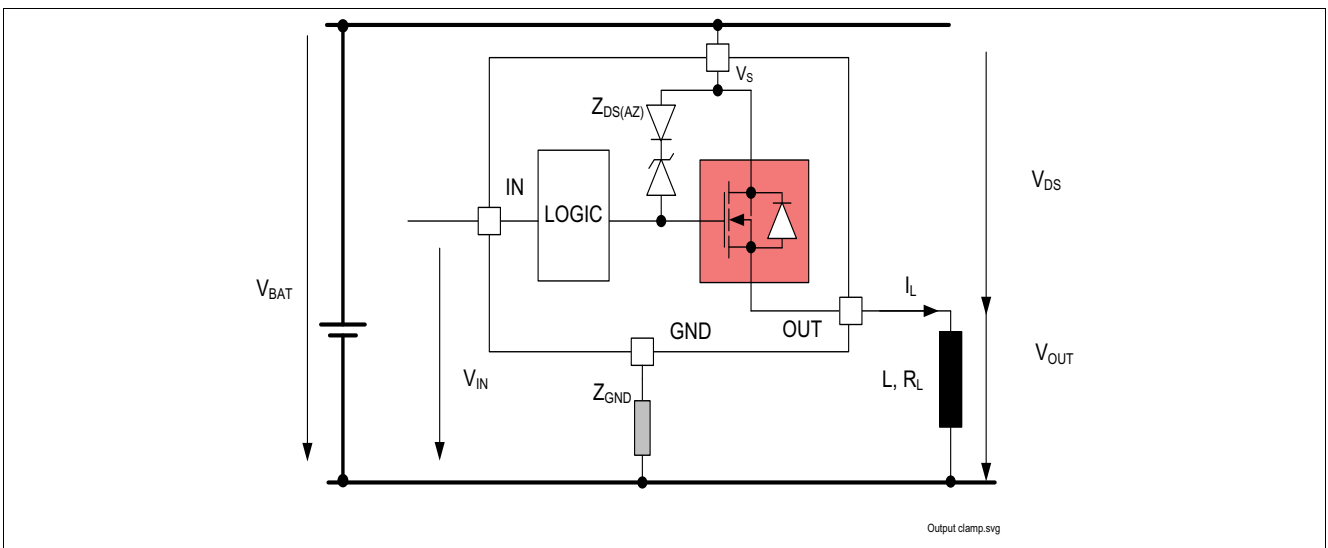 VS
ZDS(AZ)
VDS
IN
LOGIC
VBAT
IL
GND
OUT
VOUT
VIN
L, RL
ZGND
Output clamp.svg